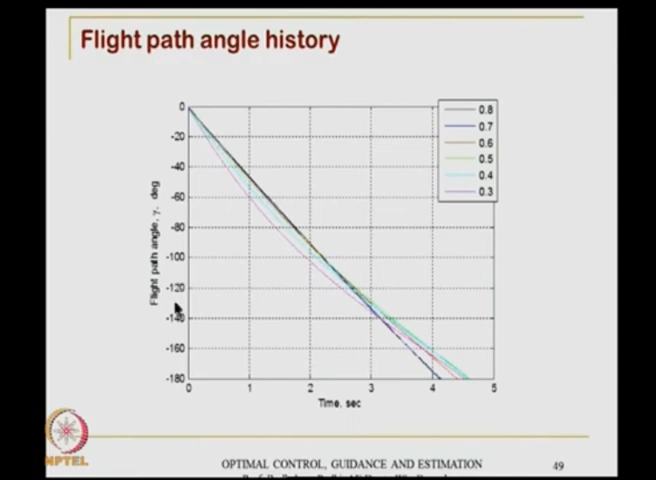 Flight path angle history
0.8
0.7
0.6
0.5
0.4
0.3
0
-20
-40
-60
-80
-100
-120
-140
-160
-180
Flight path angle, γ, deg
0 1 2 3 4 5
Time, sec
NPTEL
OPTIMAL CONTROL, GUIDANCE AND ESTIMATION
49